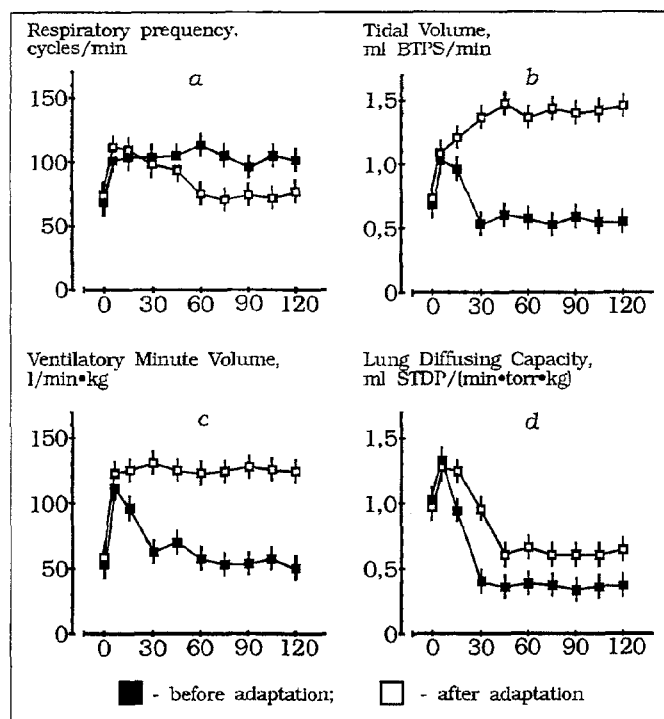 Respiratory prequency,
cycles/min
a
150
100
50
0
0 30 60 90 120
Tidal Volume,
ml BTPS/min
b
1,5
1,0
0,5
0
0 30 60 90 120
Ventilatory Minute Volume,
l/min•kg
c
150
100
50
0
0 30 60 90 120
Lung Diffusing Capacity,
ml STDP/(min•torr•kg)
d
1,5
1,0
0,5
0
0 30 60 90 120
- before adaptation; - after adaptation